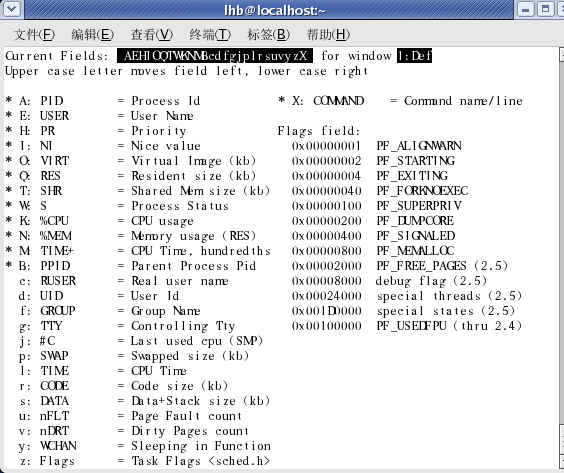 lhb@localhost:~
文件(F) 编辑(E) 查看(V) 终端(T) 标签(B) 帮助(H)
Current Fields: AEHIOQTWKNMBcdfgjplrsuvyzX for window 1:Def
Upper case letter moves field left, lower case right
* A: PID = Process Id * X: COMMAND = Command name/line
* E: USER = User Name
* H: PR = Priority Flags field:
* I: NI = Nice value 0x00000001 PF_ALIGNWARN
* O: VIRT = Virtual Image (kb) 0x00000002 PF_STARTING
* Q: RES = Resident size (kb) 0x00000004 PF_EXITING
* T: SHR = Shared Mem size (kb) 0x00000040 PF_FORKNOEXEC
* W: S = Process Status 0x00000100 PF_SUPERPRIV
* K: %CPU = CPU usage 0x00000200 PF_DUMPCORE
* N: %MEM = Memory usage (RES) 0x00000400 PF_SIGNALED
* M: TIME+ = CPU Time, hundredths 0x00000800 PF_MEMALLOC
* B: PPID = Parent Process Pid 0x00002000 PF_FREE_PAGES (2.5)
c: RUSER = Real user name 0x00008000 debug flag (2.5)
d: UID = User Id 0x00024000 special threads (2.5)
f: GROUP = Group Name 0x001D0000 special states (2.5)
g: TTY = Controlling Tty 0x00100000 PF_USEDFPU (thru 2.4)
j: #C = Last used cpu (SMP)
p: SWAP = Swapped size (kb)
l: TIME = CPU Time
r: CODE = Code size (kb)
s: DATA = Data+Stack size (kb)
u: nFLT = Page Fault count
v: nDRT = Dirty Pages count
y: WCHAN = Sleeping in Function
z: Flags = Task Flags <sched.h>